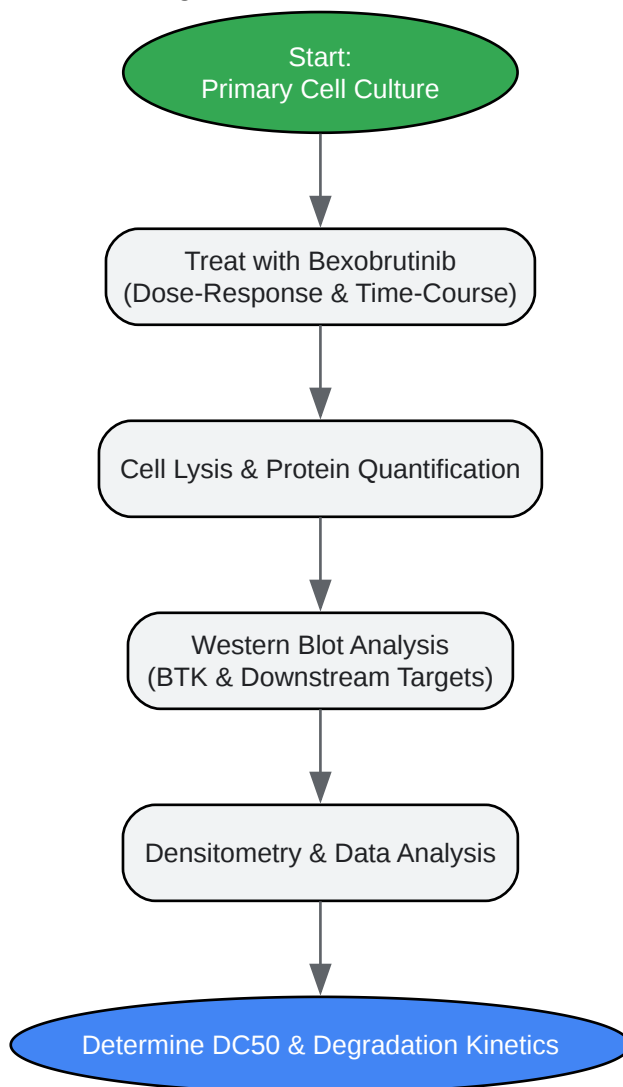 Start:
Primary Cell Culture
Treat with Bexobrutinib
(Dose-Response & Time-Course)
Cell Lysis & Protein Quantification
Western Blot Analysis
(BTK & Downstream Targets)
Densitometry & Data Analysis
Determine DC50 & Degradation Kinetics